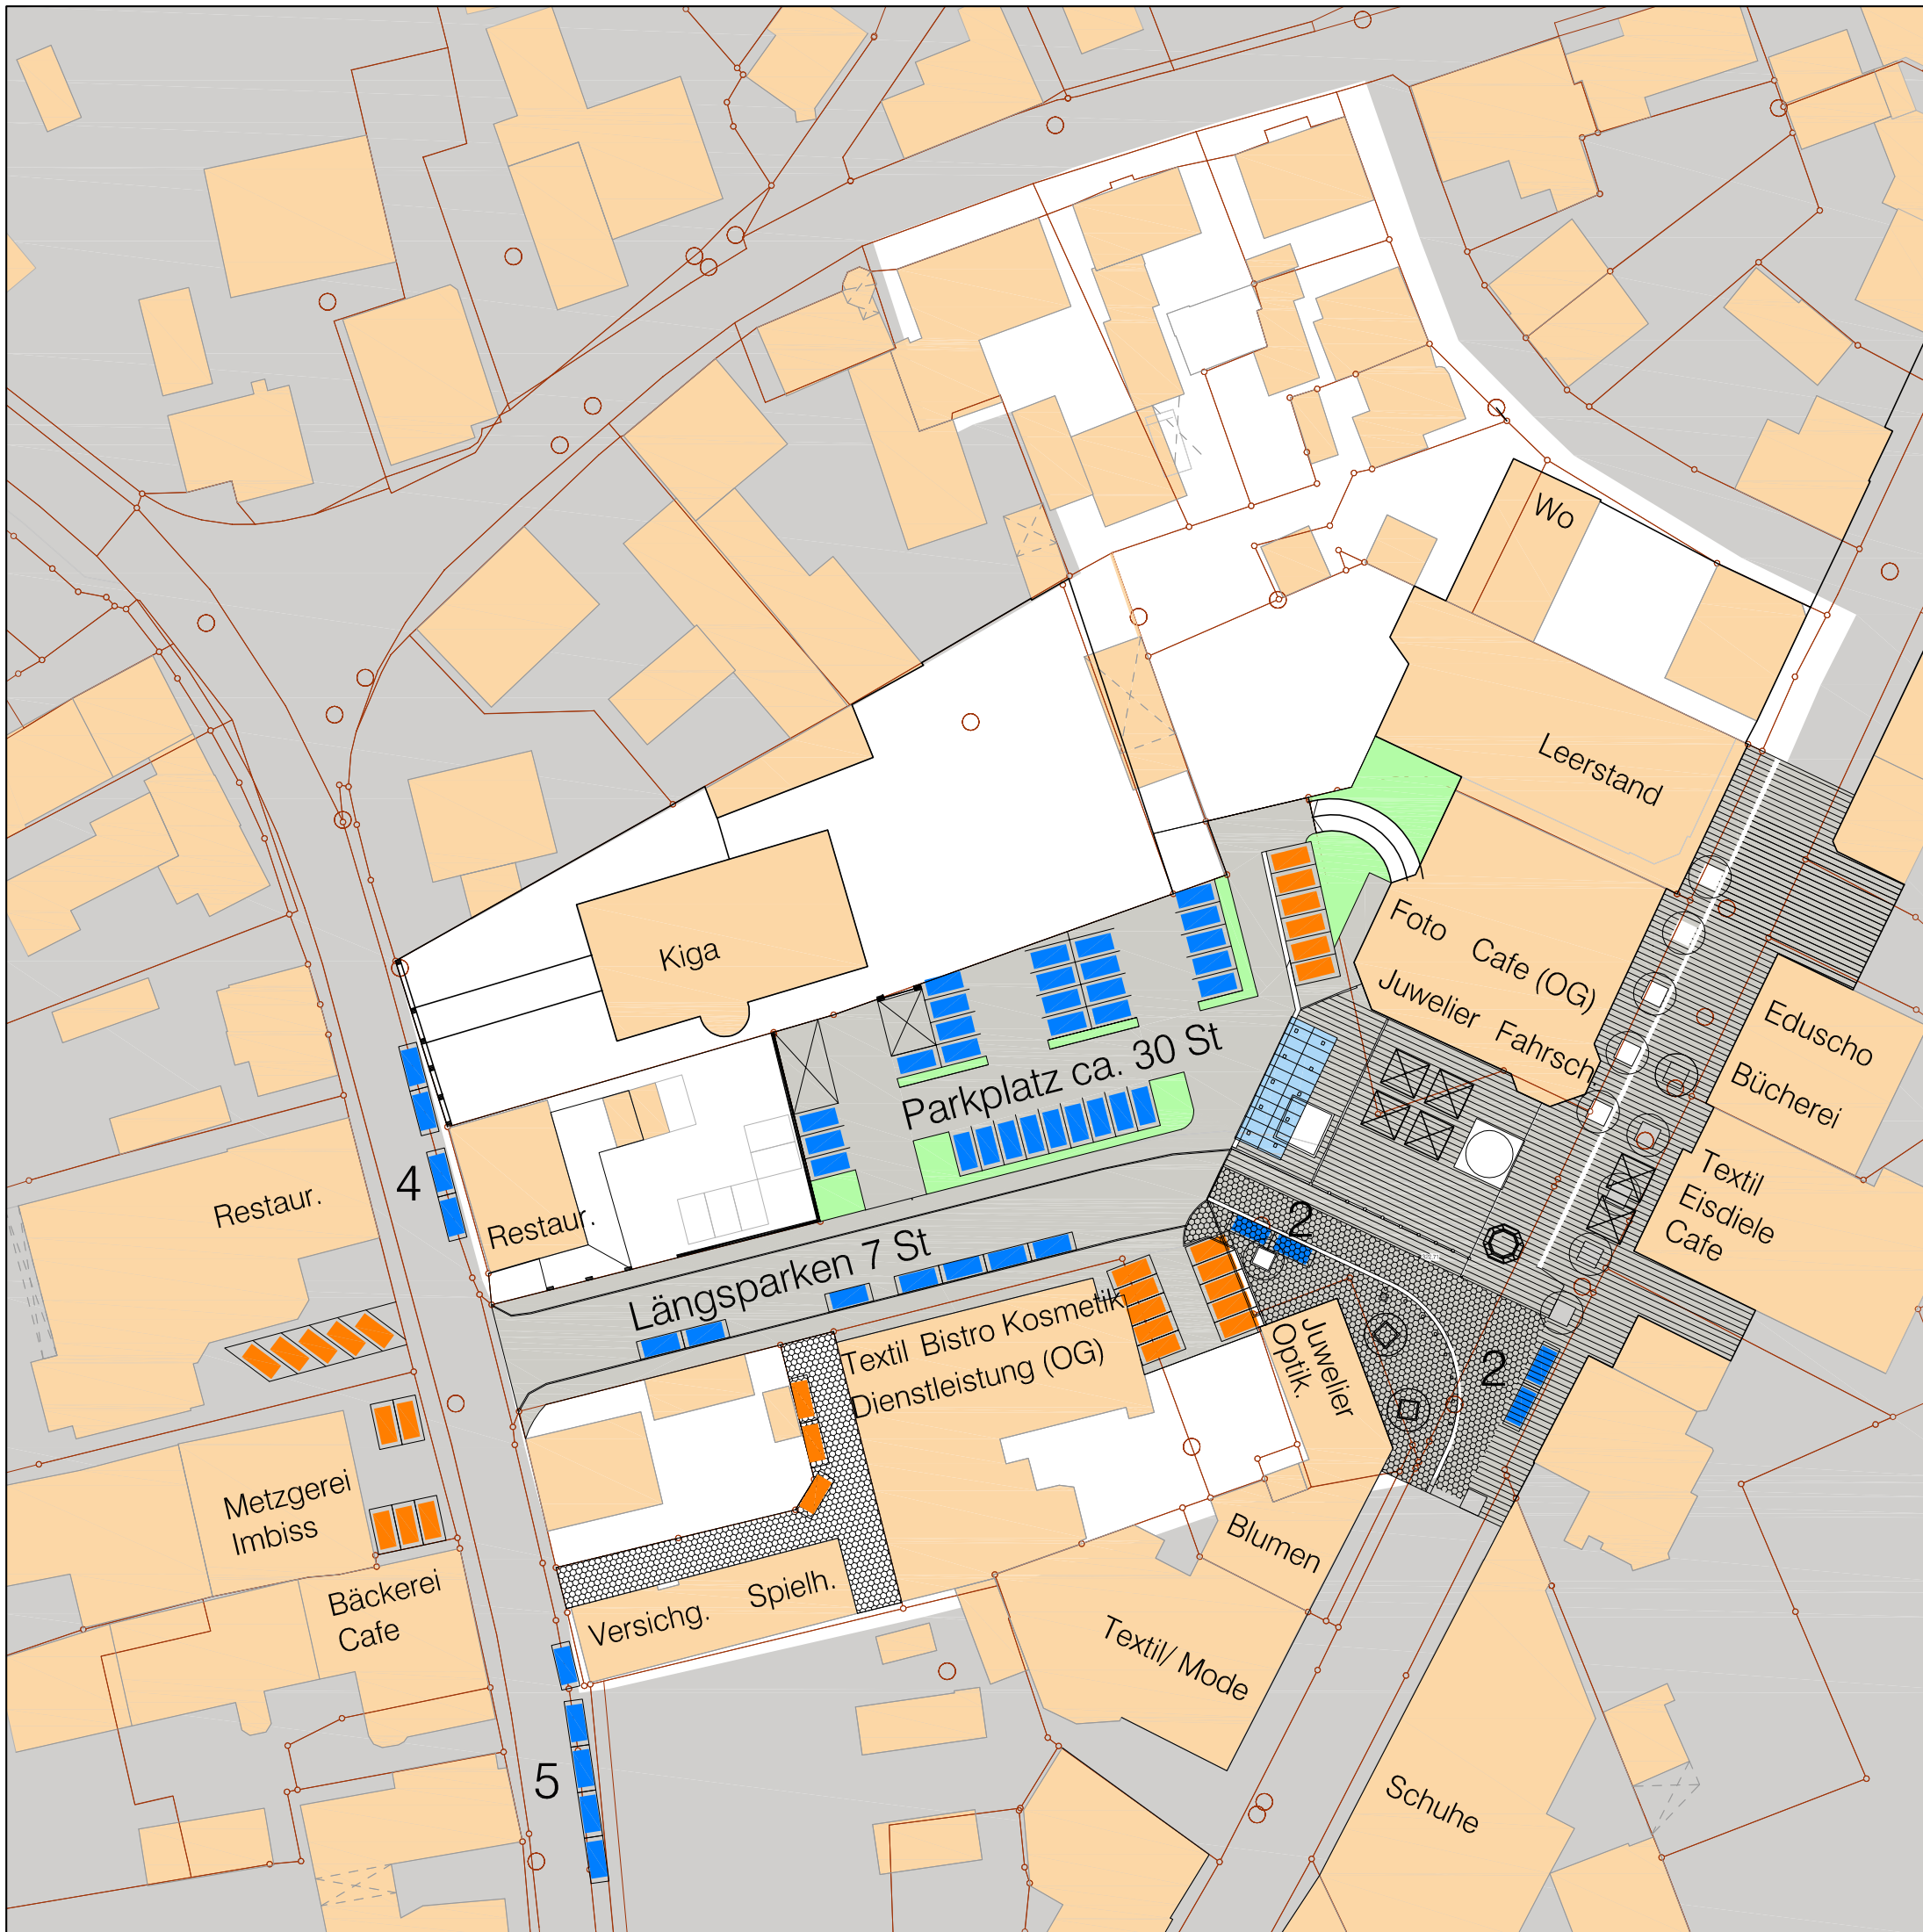 Wo
Leerstand
Kiga
Foto Cafe (OG)
Juwelier Fahrsch.
Eduscho
Bücherei
Parkplatz ca. 30 St
Textil
Eisdiele
Cafe
4
Restaur.
Restaur.
2
Längsparken 7 St
Textil Bistro Kosmetik
Dienstleistung (OG)
Juwelier
Optik.
2
Metzgerei
Imbiss
Blumen
Bäckerei
Cafe
Versichg. Spielh.
Textil/ Mode
5
Schuhe